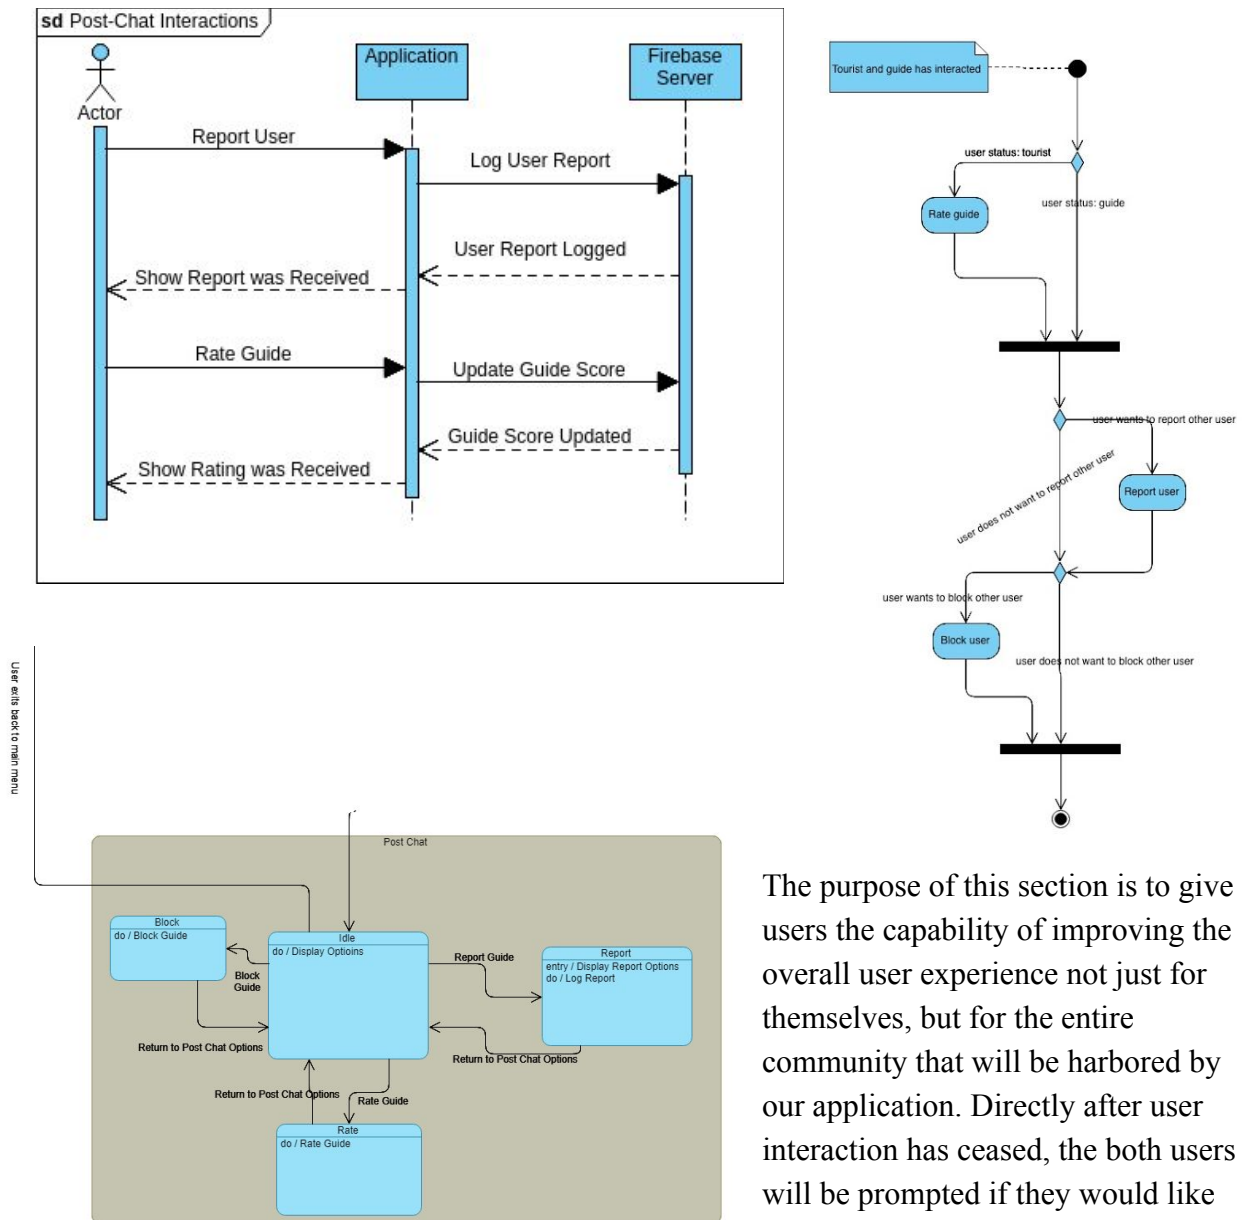 sd Post-Chat Interactions
Actor
Application
Firebase
Server
Report User
Log User Report
User Report Logged
Show Report was Received
Rate Guide
Update Guide Score
Guide Score Updated
Show Rating was Received
Tourist and guide has interacted
user status: tourist
user status: guide
Rate guide
user wants to report other user
user does not want to report other user
Report user
user wants to block other user
Block user
user does not want to block other user
User exits back to main menu
Post Chat
Block
do / Block Guide
Idle
do / Display Optioins
Report
entry / Display Report Options
do / Log Report
Block
Guide
Report Guide
Return to Post Chat Options
Return to Post Chat Options
Return to Post Chat Options
Rate Guide
Rate
do / Rate Guide
The purpose of this section is to give
users the capability of improving the
overall user experience not just for
themselves, but for the entire
community that will be harbored by
our application. Directly after user
interaction has ceased, the both users
will be prompted if they would like